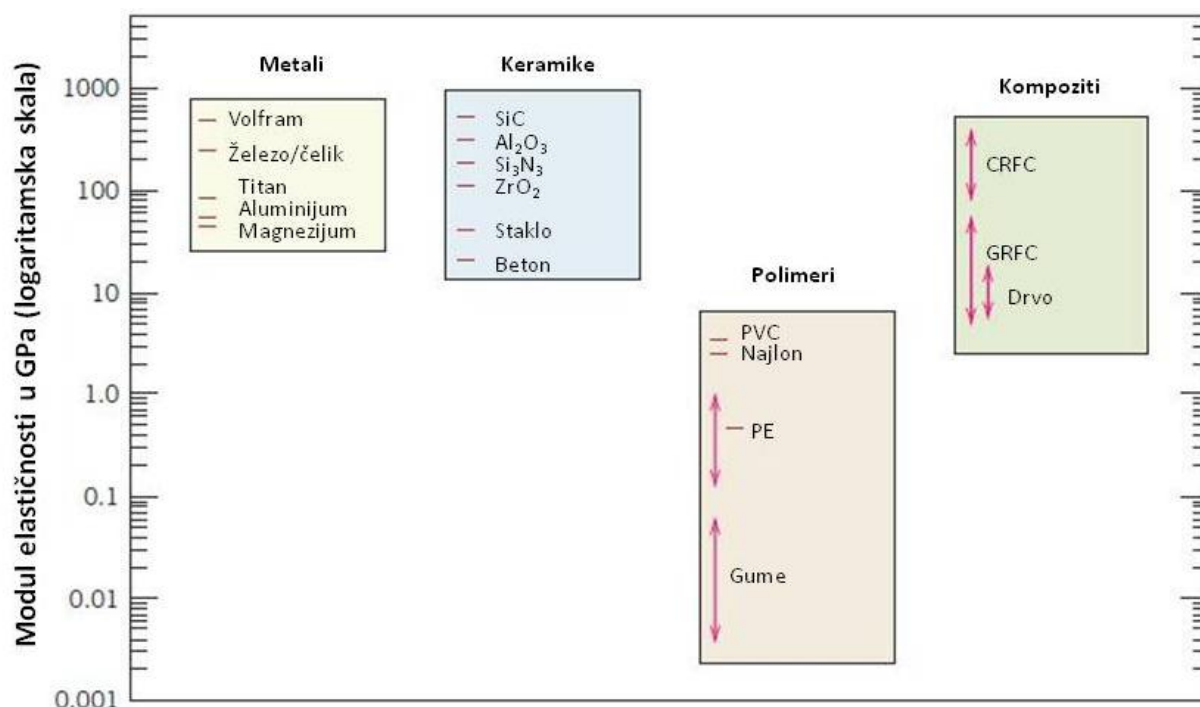 Modul elastičnosti u GPa (logaritamska skala)
1000
100
10
1.0
0.1
0.01
0.001
Metali
Volfram
Železo/čelik
Titan
Aluminijum
Magnezijum
Keramike
SiC
Al₂O₃
Si₃N₃
ZrO₂
Staklo
Beton
Polimeri
PVC
Najlon
PE
Gume
Kompoziti
CRFC
GRFC
Drvo